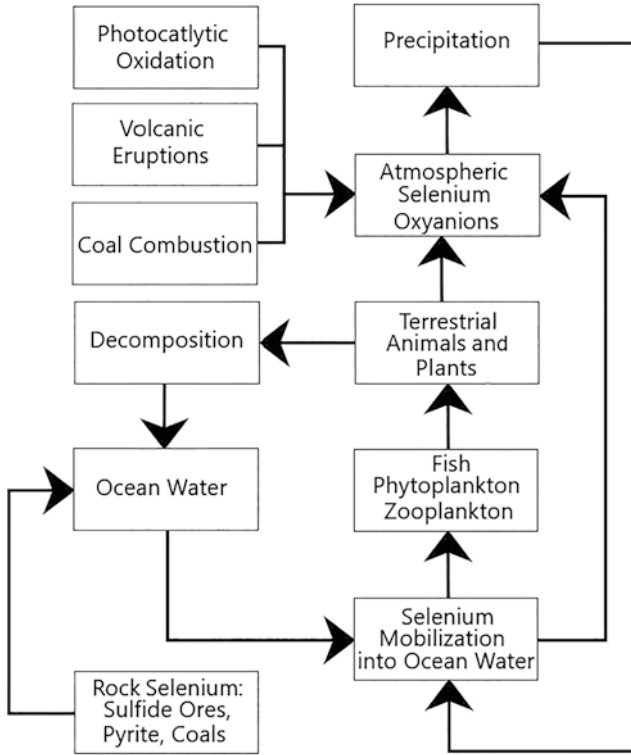 Photocatlytic
Oxidation
Precipitation
Volcanic
Eruptions
Atmospheric
Selenium
Oxyanions
Coal Combustion
Decomposition
Terrestrial
Animals and
Plants
Ocean Water
Fish
Phytoplankton
Zooplankton
Selenium
Mobilization
into Ocean Water
Rock Selenium:
Sulfide Ores,
Pyrite, Coals